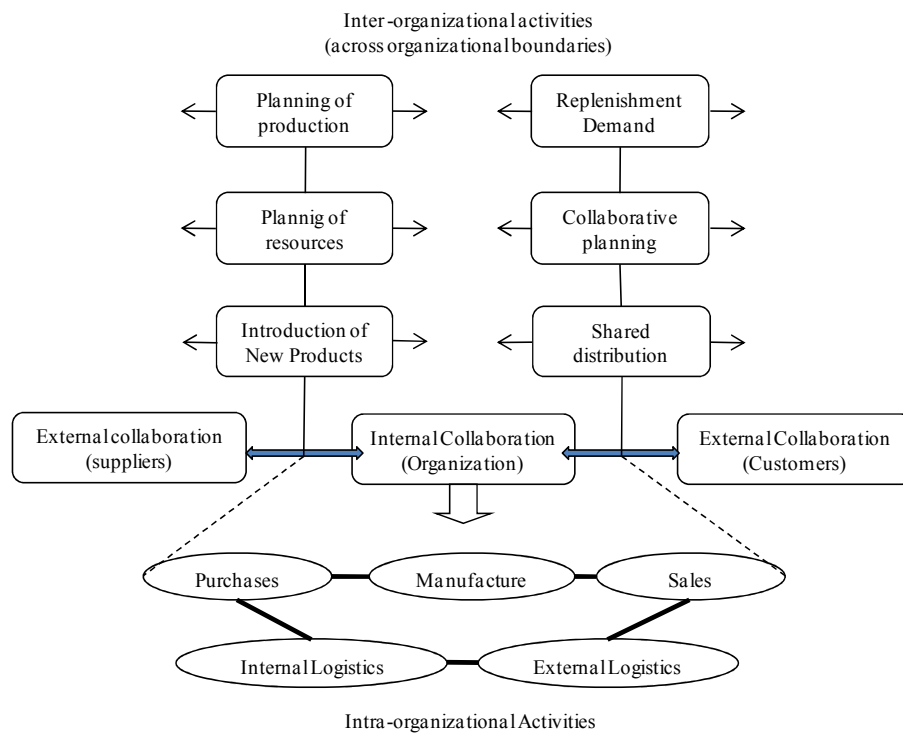 Inter-organizational activities
(across organizational boundaries)
Planning of
production
Replenishment
Demand
Plannig of
resources
Collaborative
planning
Introduction of
New Products
Shared
distribution
External collaboration
(suppliers)
Internal Collaboration
(Organization)
External Collaboration
(Customers)
Purchases
Manufacture
Sales
Internal Logistics
External Logistics
Intra-organizational Activities